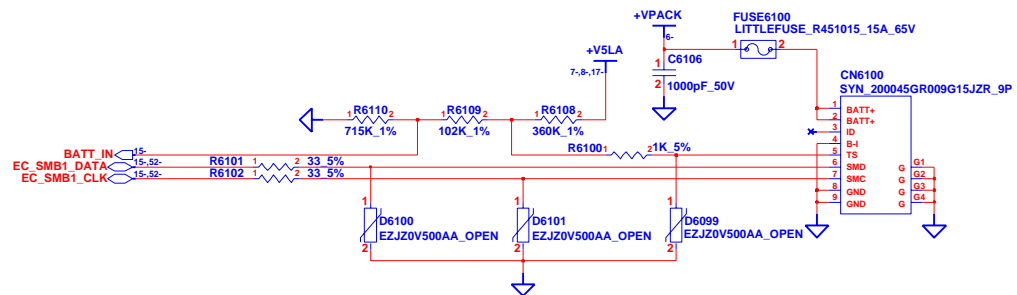 +VPACK
6-
FUSE6100
LITTLEFUSE_R451015_15A_65V
1
2
+V5LA
7-,8-,17-
C6106
1
2
1000pF_50V
CN6100
SYN_200045GR009G15JZR_9P
R6110
1
2
715K_1%
R6109
1
2
102K_1%
R6108
1
2
360K_1%
R6100
1
2
1K_5%
BATT_IN
15-
EC_SMB1_DATA
15-,52-
R6101
1
2
33_5%
EC_SMB1_CLK
15-,52-
R6102
1
2
33_5%
1
BATT+
2
BATT+
3
ID
4
B-I
5
TS
6
SMD
G
G1
7
SMC
G
G2
8
GND
G
G3
9
GND
G
G4
1
D6100
EZJZ0V500AA_OPEN
2
1
D6101
EZJZ0V500AA_OPEN
2
1
D6099
EZJZ0V500AA_OPEN
2